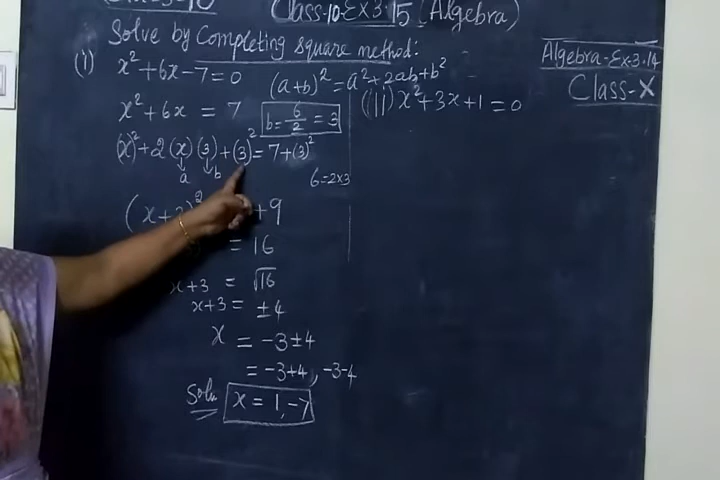 Class-10-Ex 3.15 (Algebra)
Solve by Completing square method:
(i) x²+6x-7=0
(a+b)²=a²+2ab+b²
x²+6x = 7
b=6/2=3
(x)²+2(x)(3)+(3)²=7+(3)²
a b
6=2×3
(x+3)² +9
= 16
x+3 = √16
x+3 = ±4
x = -3±4
= -3+4, -3-4
Soln x = 1,-7
(ii) x²+3x+1=0
Algebra-Ex-3.14
Class-X